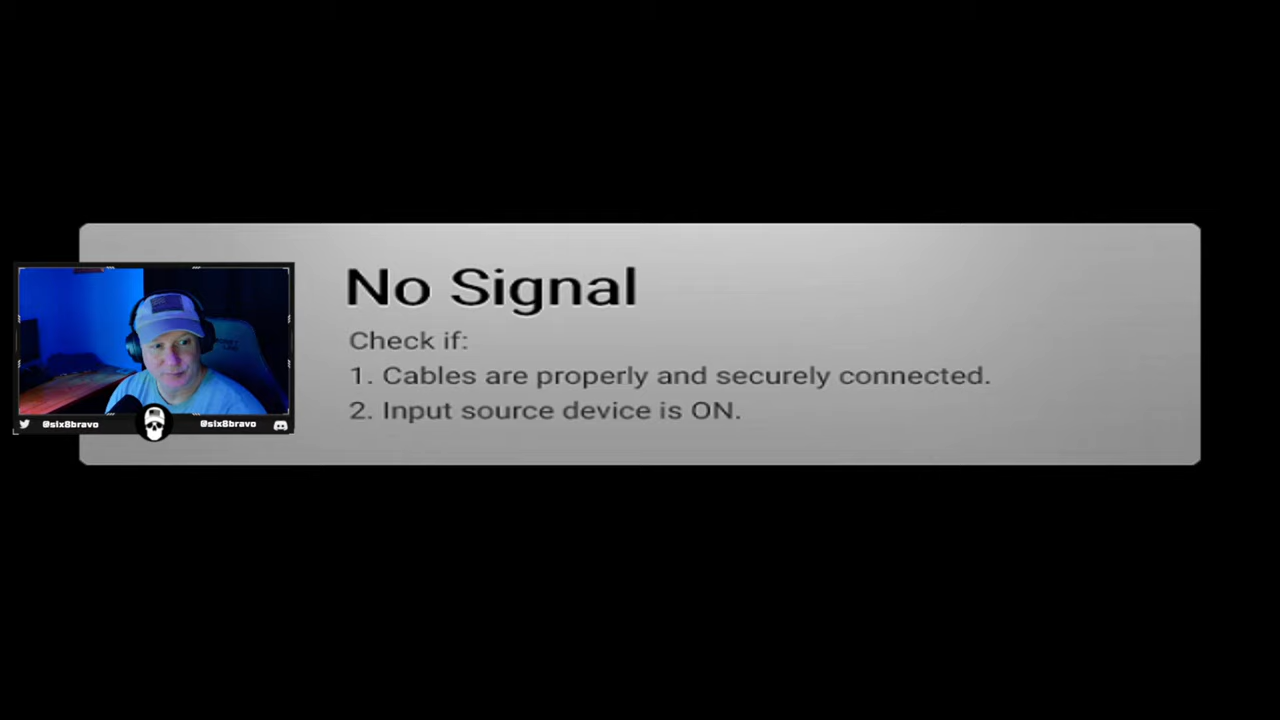 No Signal
Check if:
1. Cables are properly and securely connected.
2. Input source device is ON.
@six8bravo
@six8bravo